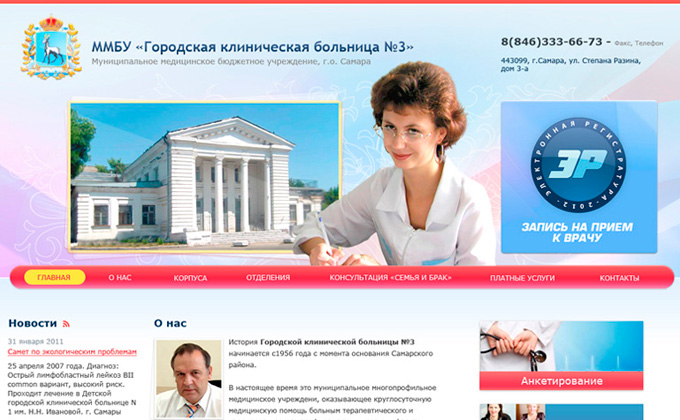 ММБУ «Городская клиническая больница №3»
Муниципальное медицинское бюджетное учреждение, г.о. Самара
8(846)333-66-73 - Факс, Телефон
443099, г.Самара, ул. Степана Разина,
дом 3-а
ЭЛЕКТРОННАЯ РЕГИСТРАТУРА-2012
ЭР
ЗАПИСЬ НА ПРИЕМ
К ВРАЧУ
ГЛАВНАЯ О НАС КОРПУСА ОТДЕЛЕНИЯ КОНСУЛЬТАЦИЯ «СЕМЬЯ И БРАК» ПЛАТНЫЕ УСЛУГИ КОНТАКТЫ
Новости
31 января 2011
Самет по экологическим проблемам
25 апреля 2007 года. Диагноз:
Острый лимфобластный лейкоз BII
common вариант, высокий риск.
Проходит лечение в Детской
городской клинической больнице N
1 им. Н.Н. Ивановой. г. Самары
О нас
История Городской клинической больницы №3
начинается с1956 года с момента основания Самарского
района.
В настоящее время это муниципальное многопрофильное
медицинское учреждени, оказывающее круглосуточную
медицинскую помощь больным терапевтического и
Анкетирование